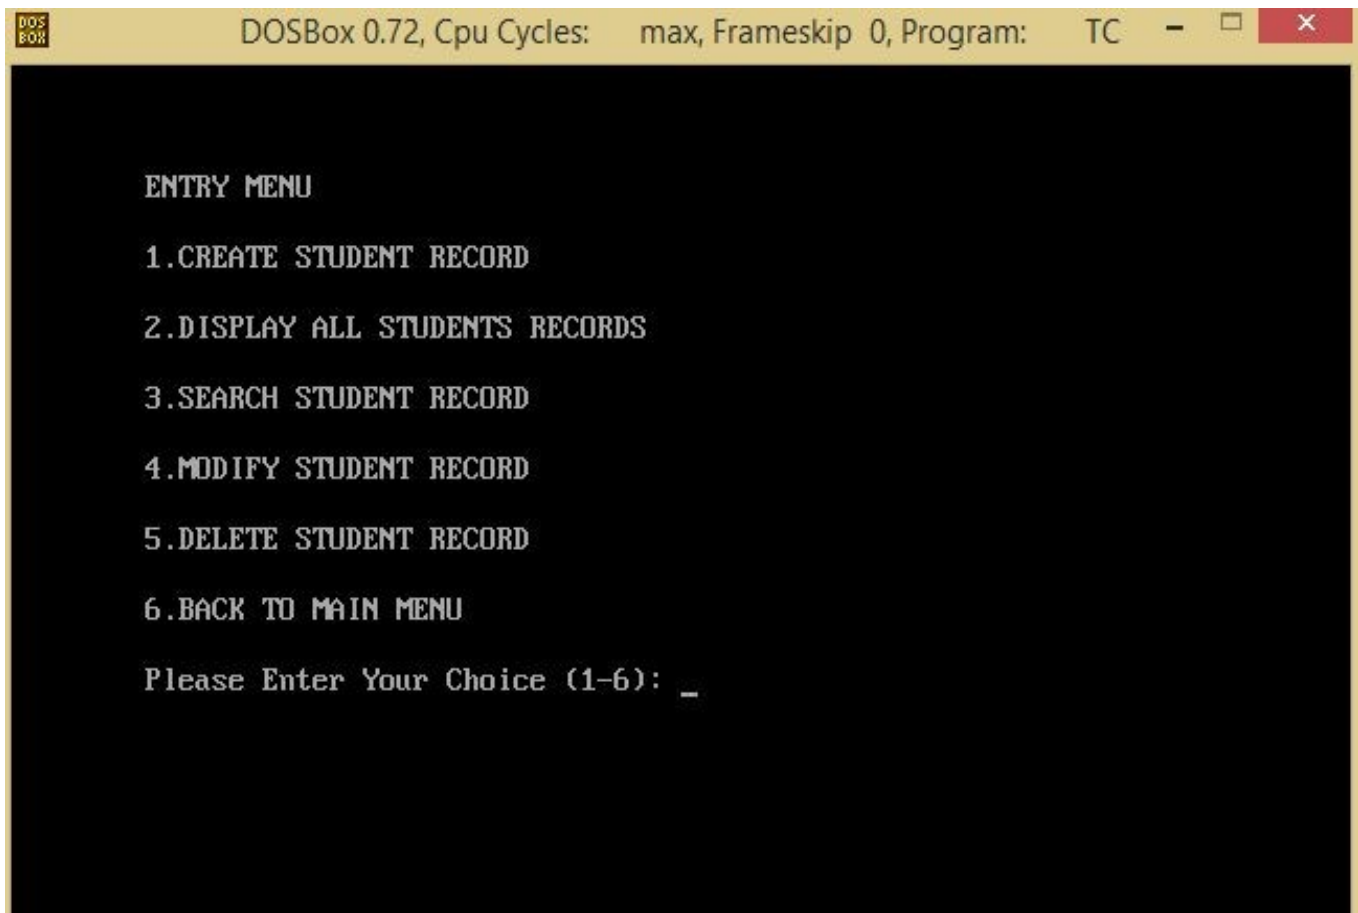 DOS BOX
DOSBox 0.72, Cpu Cycles: max, Frameskip 0, Program: TC
ENTRY MENU
1.CREATE STUDENT RECORD
2.DISPLAY ALL STUDENTS RECORDS
3.SEARCH STUDENT RECORD
4.MODIFY STUDENT RECORD
5.DELETE STUDENT RECORD
6.BACK TO MAIN MENU
Please Enter Your Choice (1-6): _